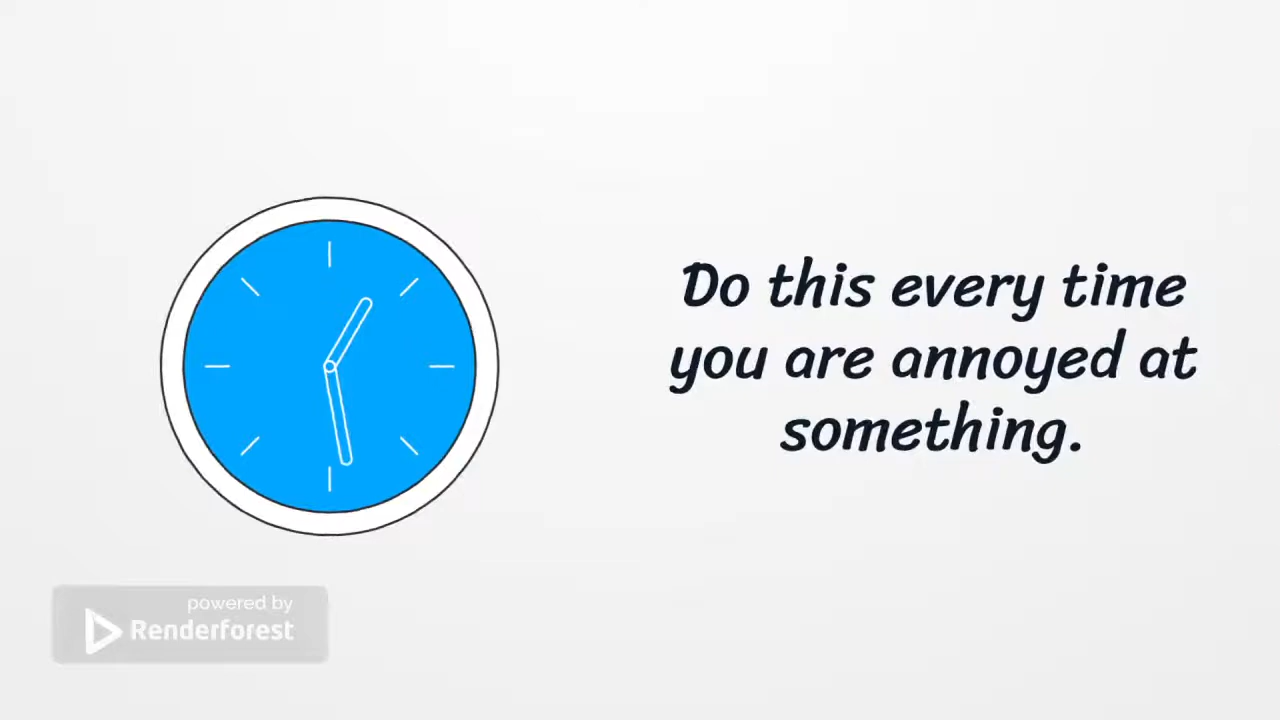 Do this every time
you are annoyed at
something.
powered by
Renderforest